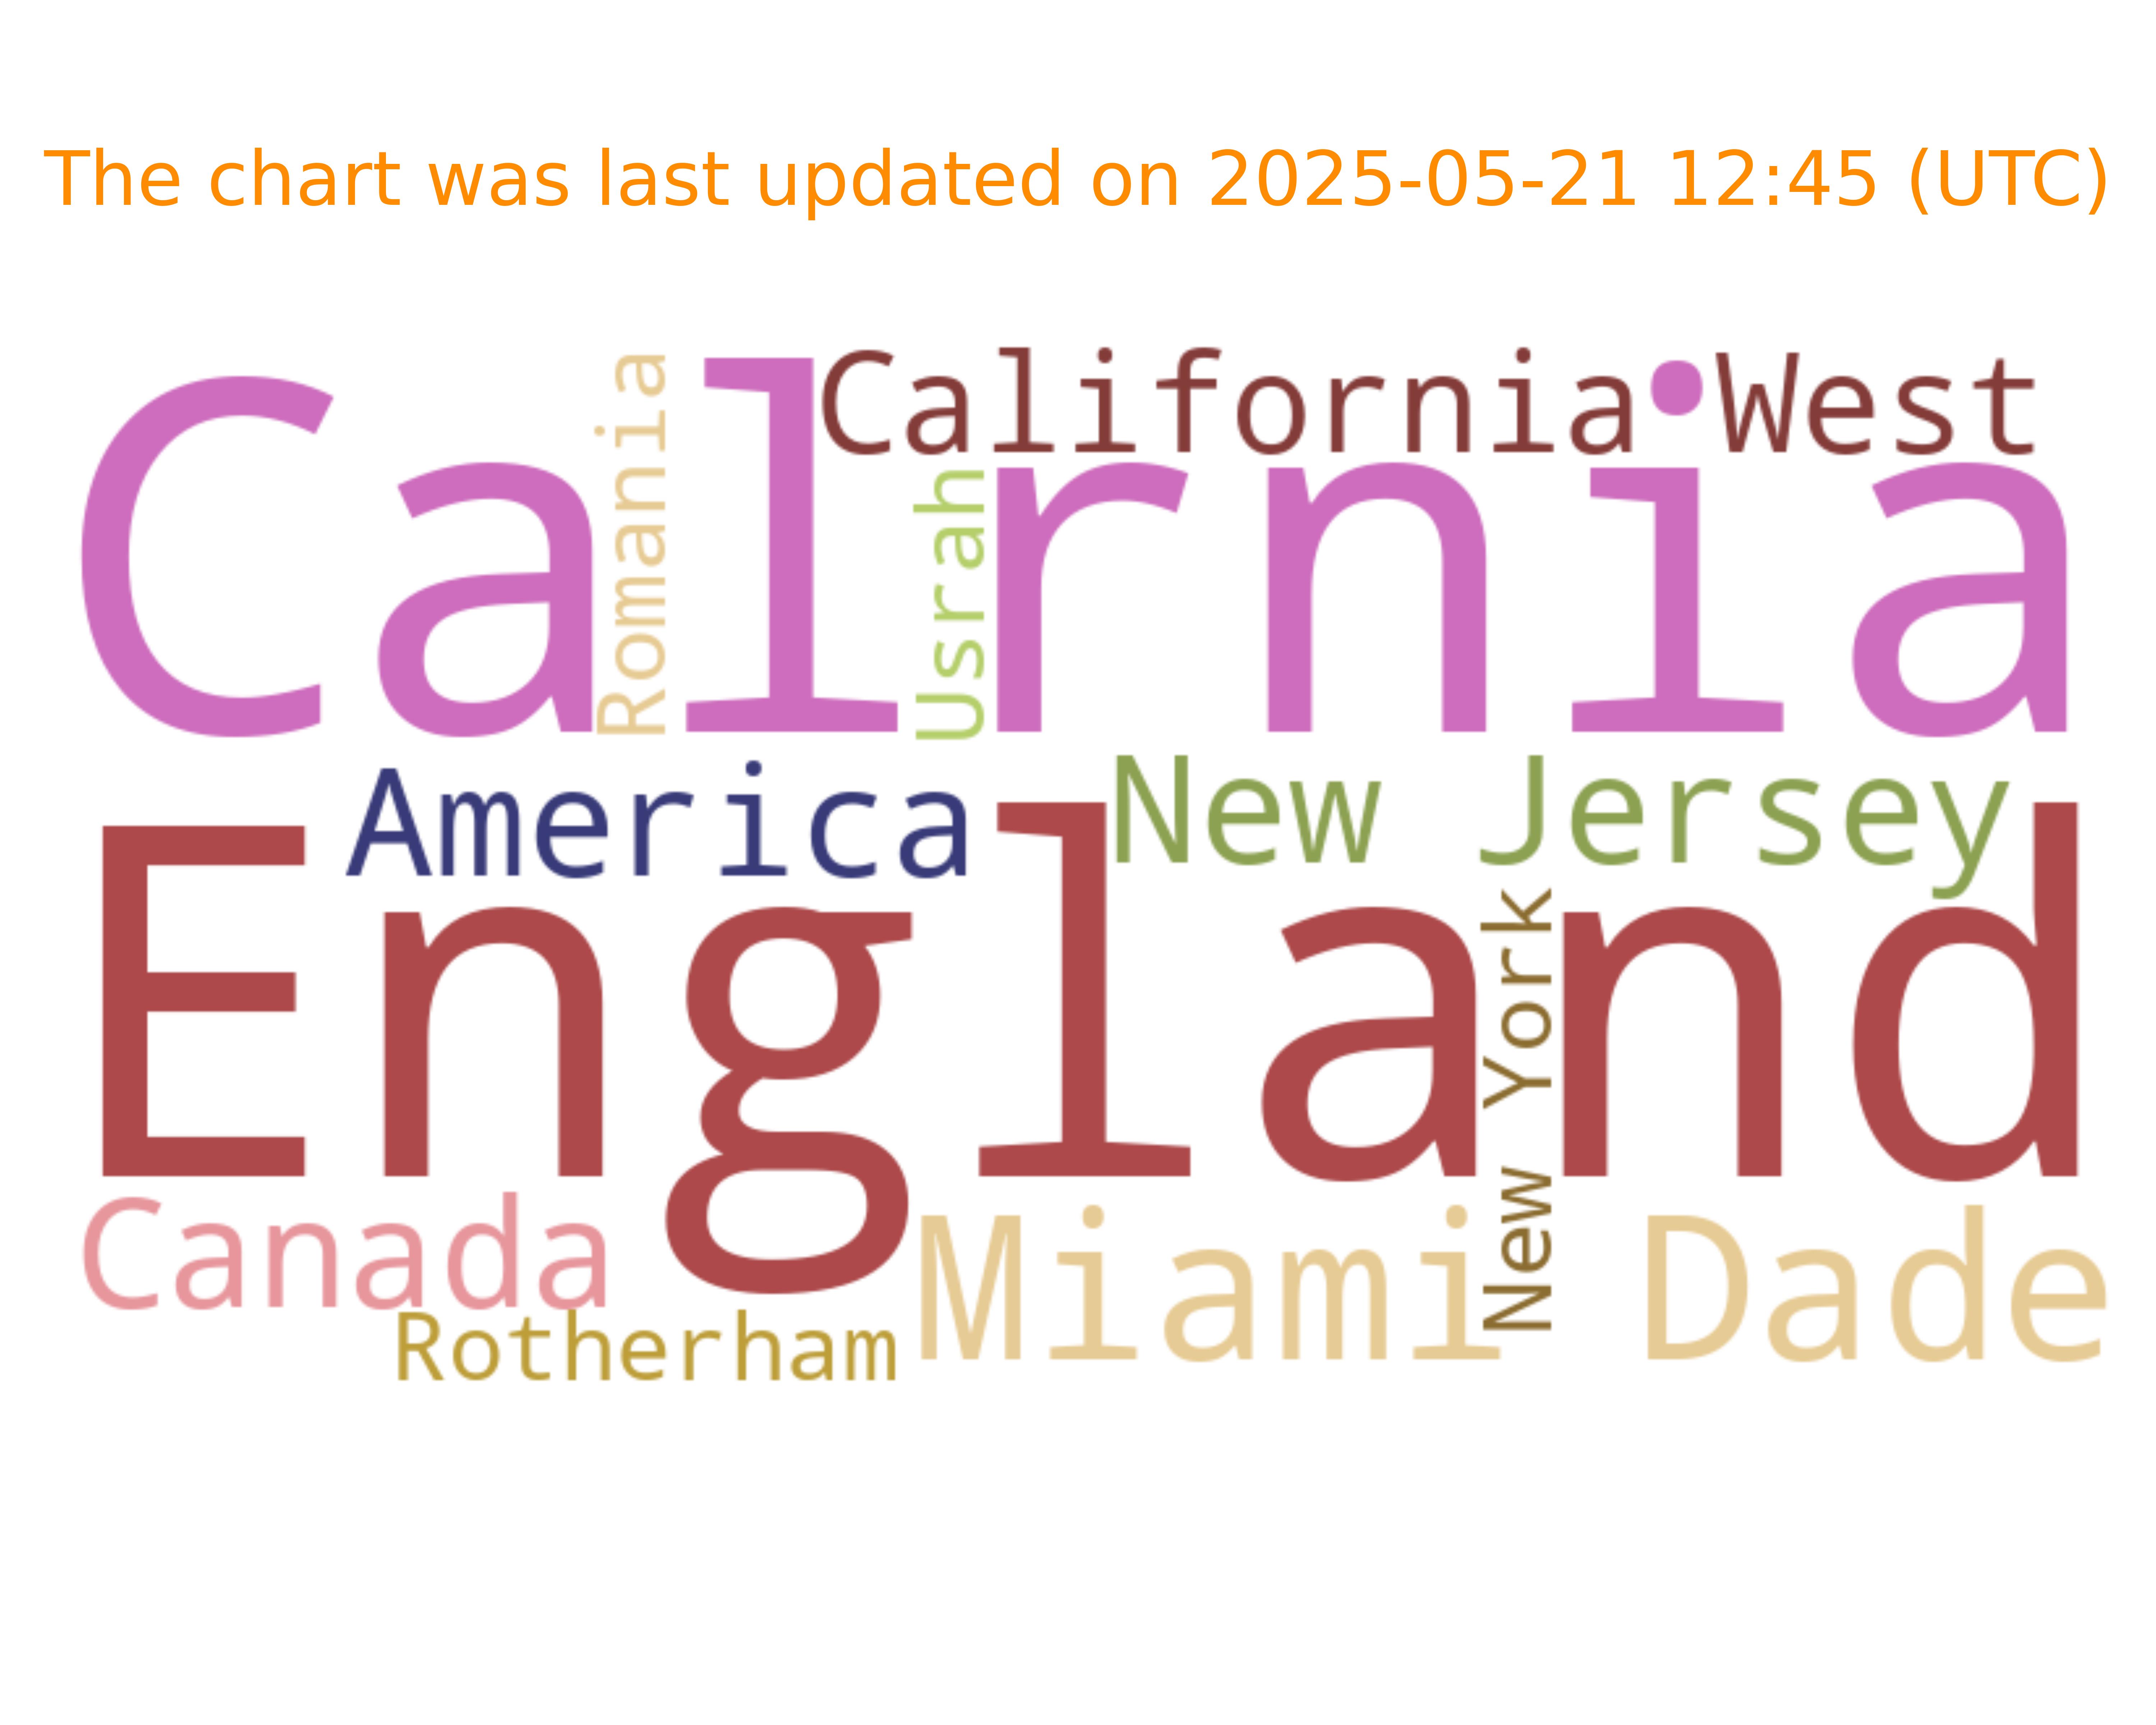 The chart was last updated on 2025-05-21 12:45 (UTC)
California West
Romania
Calrnia
Usrah
America
New Jersey
England
New York
Canada
Miami Dade
Rotherham